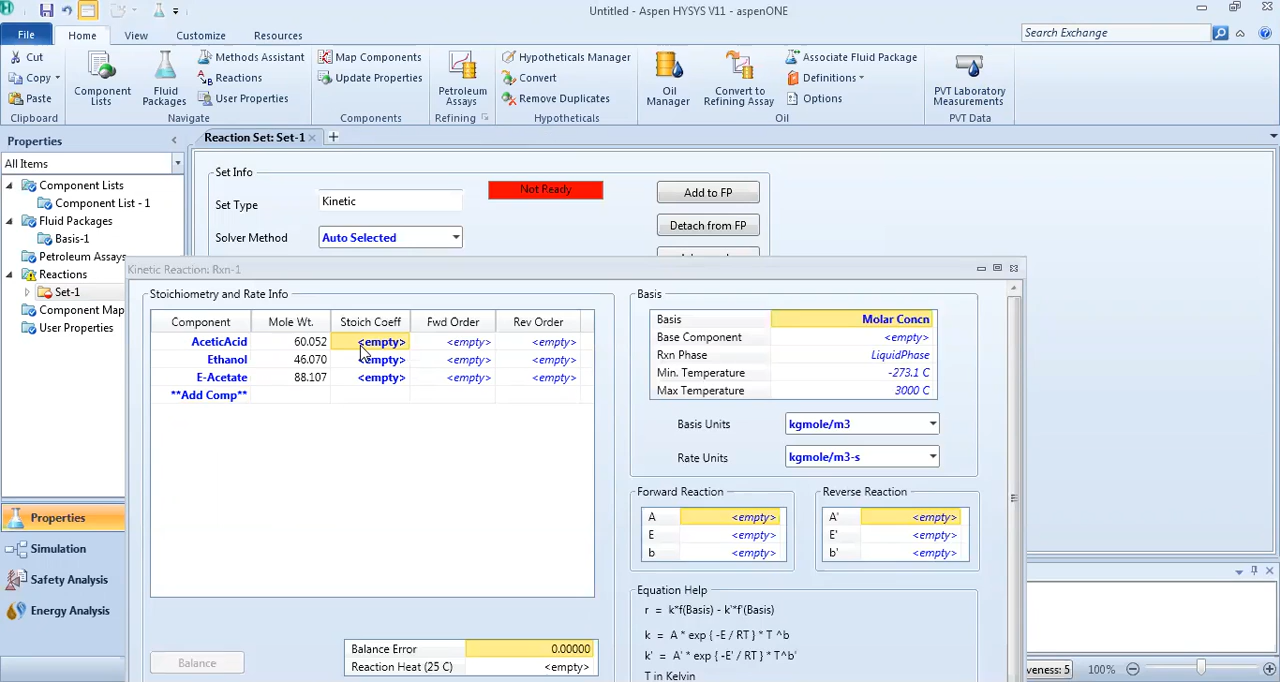 Untitled - Aspen HYSYS V11 - aspenONE
File Home View Customize Resources Search Exchange
Cut Copy Paste Clipboard
Component Lists Fluid Packages Methods Assistant Reactions User Properties Navigate
Map Components Update Properties Components
Petroleum Assays Refining
Hypotheticals Manager Convert Remove Duplicates Hypotheticals
Oil Manager Convert to Refining Assay Associate Fluid Package Definitions Options Oil
PVT Laboratory Measurements PVT Data
Properties <
All Items
Component Lists
Component List - 1
Fluid Packages
Basis-1
Petroleum Assays
Reactions
Set-1
Component Map
User Properties
Properties
Simulation
Safety Analysis
Energy Analysis
Reaction Set: Set-1
Set Info
Set Type Kinetic Not Ready Add to FP
Solver Method Auto Selected Detach from FP
Kinetic Reaction: Rxn-1
Stoichiometry and Rate Info
Component Mole Wt. Stoich Coeff Fwd Order Rev Order
AceticAcid 60.052 <empty> <empty> <empty>
Ethanol 46.070 <empty> <empty> <empty>
E-Acetate 88.107 <empty> <empty> <empty>
**Add Comp**
Balance
Balance Error 0.00000
Reaction Heat (25 C) <empty>
Basis
Basis Molar Concn
Base Component <empty>
Rxn Phase LiquidPhase
Min. Temperature -273.1 C
Max Temperature 3000 C
Basis Units kgmole/m3
Rate Units kgmole/m3-s
Forward Reaction
A <empty>
E <empty>
b <empty>
Reverse Reaction
A' <empty>
E' <empty>
b' <empty>
Equation Help
r = k*f(Basis) - k'*f'(Basis)
k = A * exp { -E / RT } * T ^b
k' = A' * exp { -E' / RT } * T^b'
T in Kelvin
veness: 5 100%